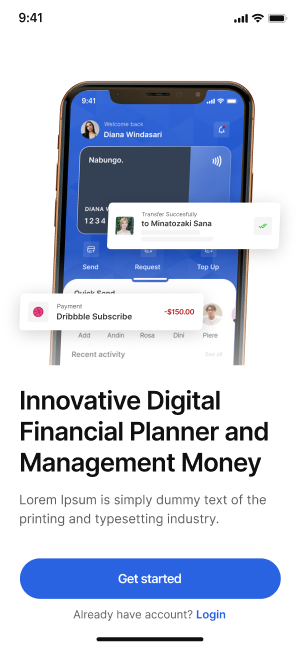 9:41
9:41
Welcome back
Diana Windasari
Nabungo.
DIANA
1234
Transfer Succesfully
to Minatozaki Sana
Send
Request
Top Up
Quick Send
Payment
Dribbble Subscribe
-$150.00
Add
Andin
Rosa
Dini
Piere
Recent activity
See all
Innovative Digital
Financial Planner and
Management Money
Lorem Ipsum is simply dummy text of the
printing and typesetting industry.
Get started
Already have account? Login